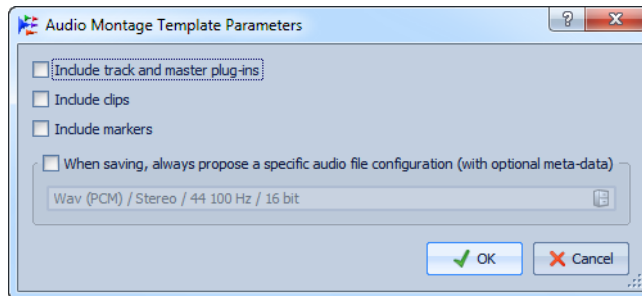 Audio Montage Template Parameters
Include track and master plug-ins
Include clips
Include markers
When saving, always propose a specific audio file configuration (with optional meta-data)
Wav (PCM) / Stereo / 44 100 Hz / 16 bit
OK
Cancel